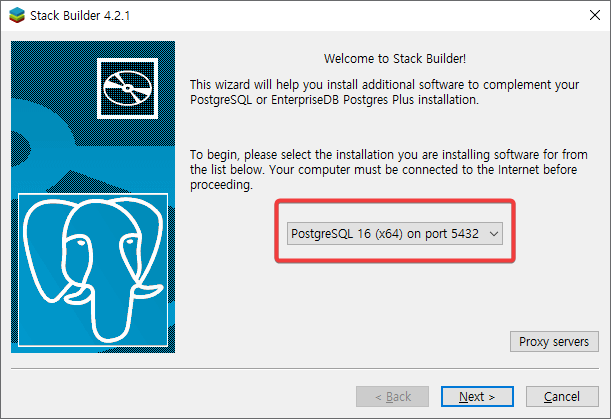 Stack Builder 4.2.1
Welcome to Stack Builder!
This wizard will help you install additional software to complement your
PostgreSQL or EnterpriseDB Postgres Plus installation.
To begin, please select the installation you are installing software for from
the list below. Your computer must be connected to the Internet before
proceeding.
PostgreSQL 16 (x64) on port 5432
Proxy servers
< Back
Next >
Cancel